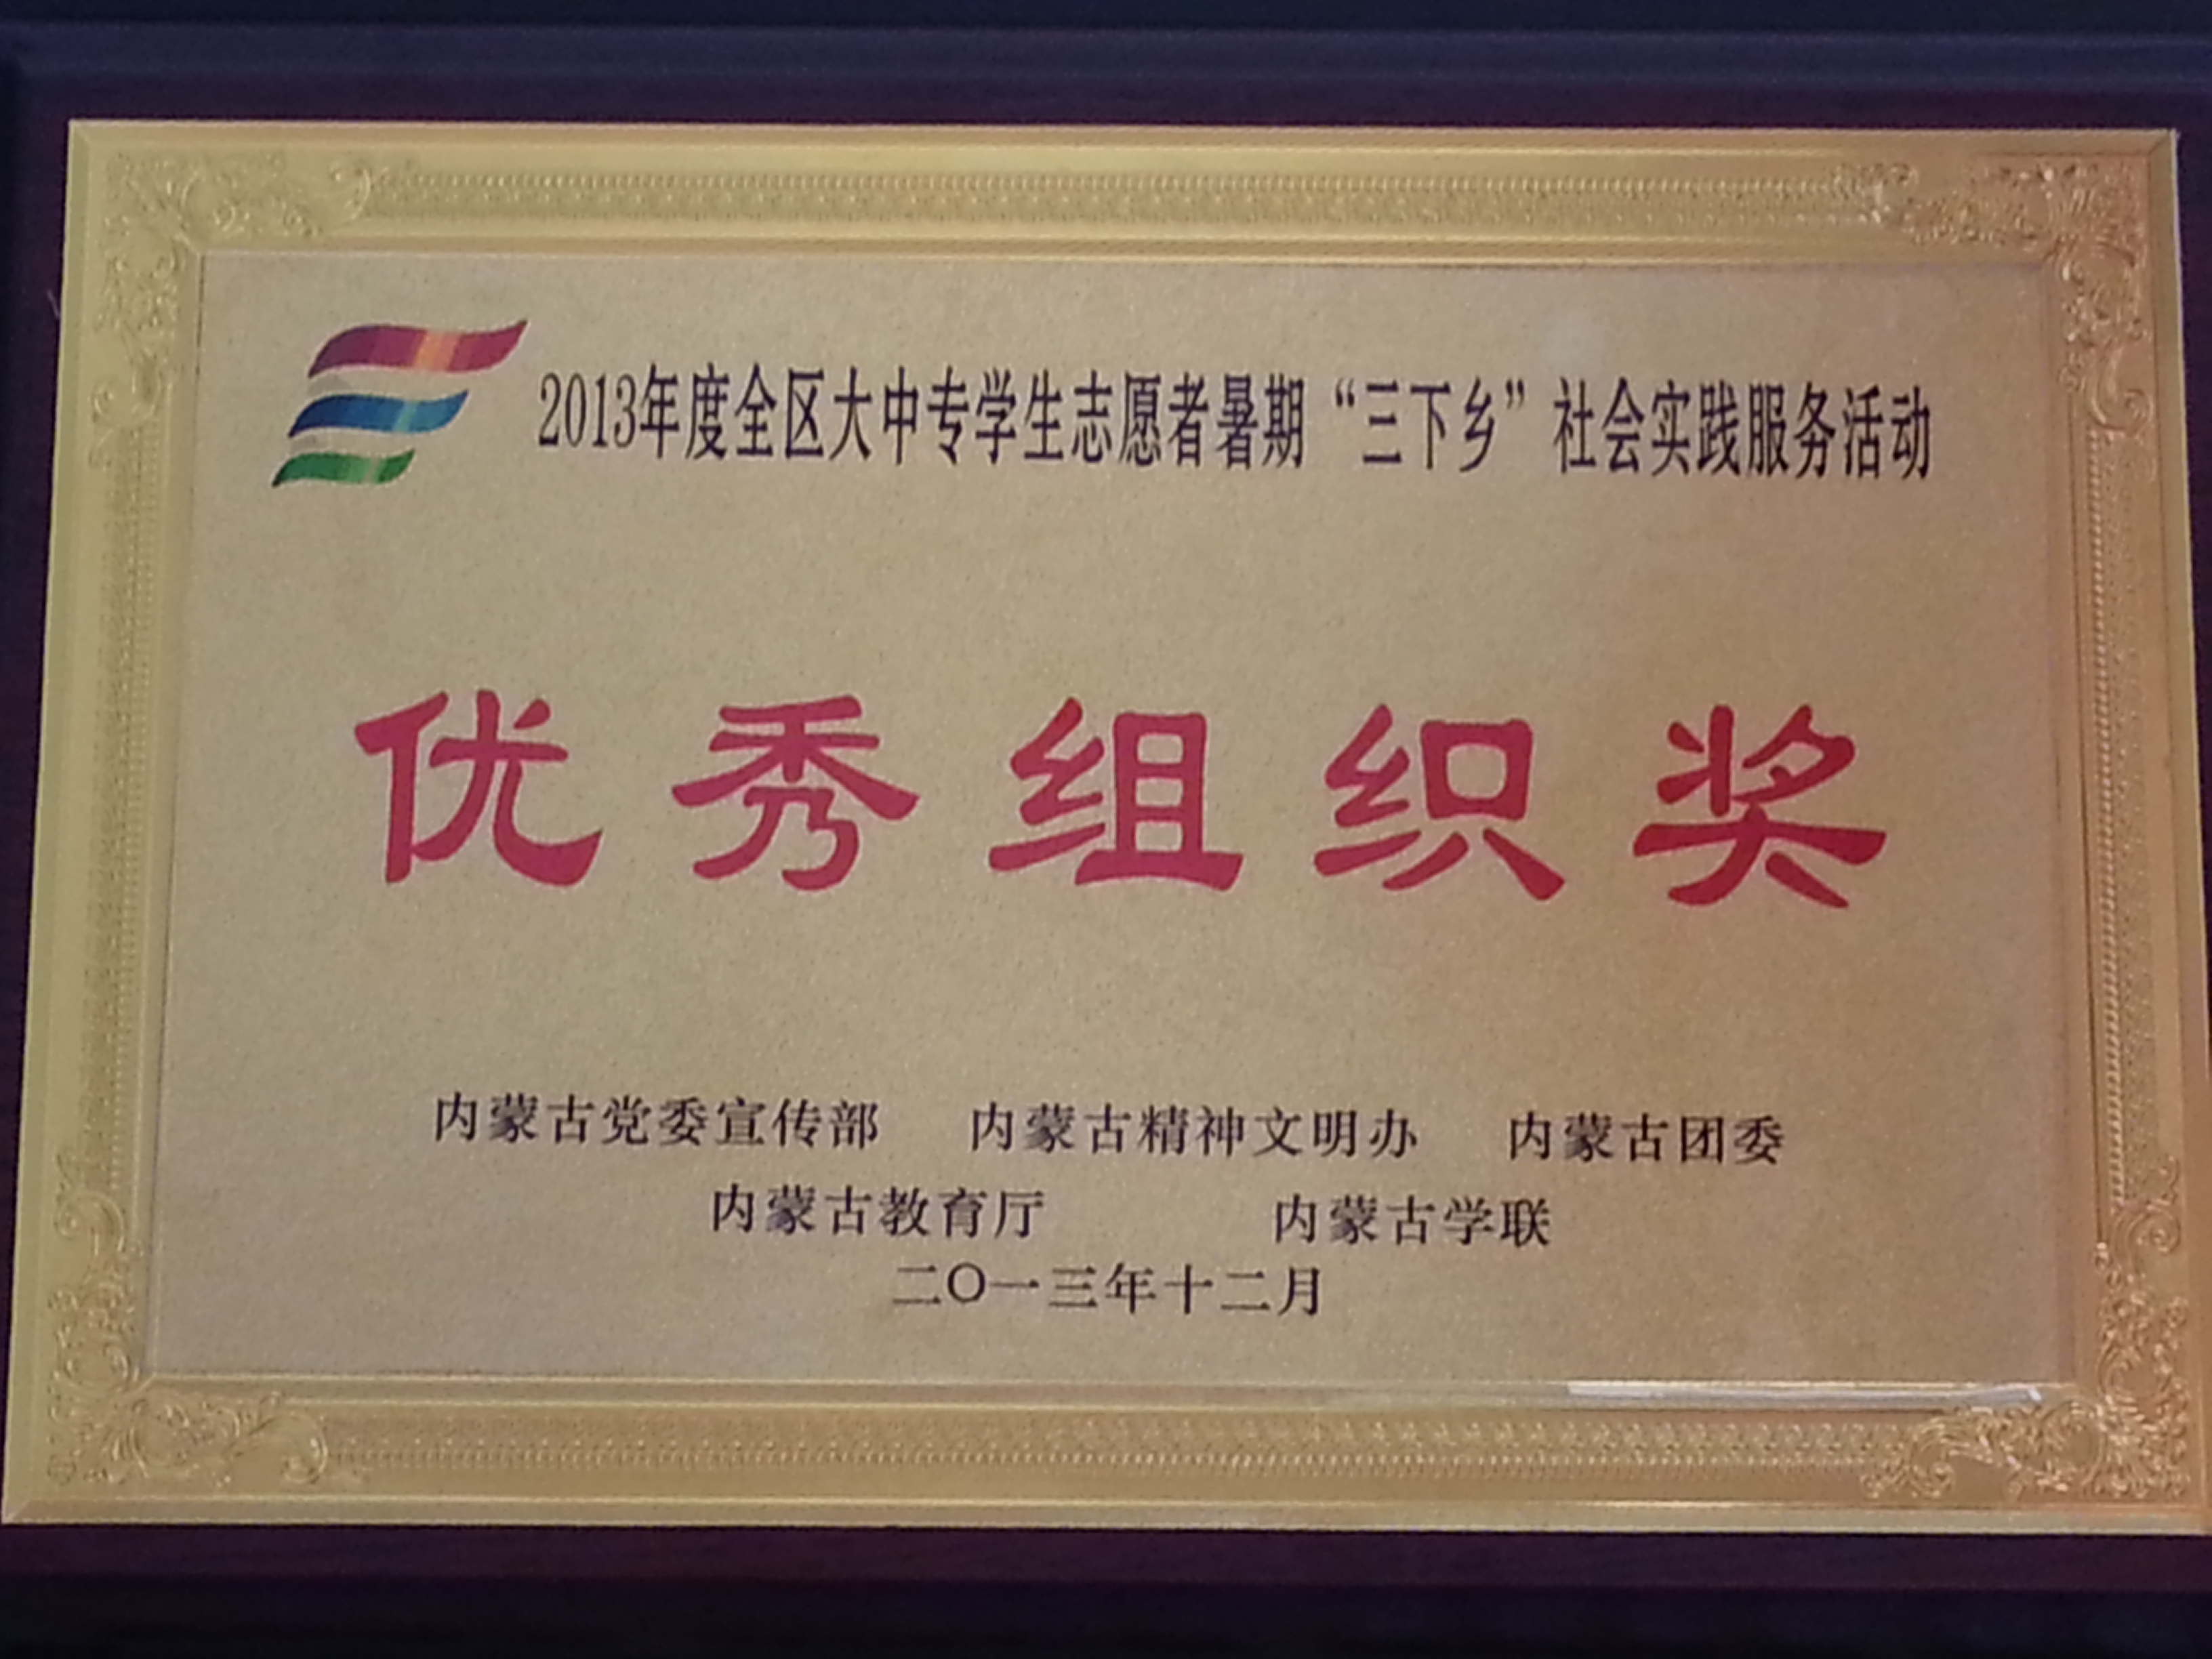 2013年度全区大中专学生志愿者暑期“三下乡”社会实践服务活动
优秀组织奖
内蒙古党委宣传部 内蒙古精神文明办 内蒙古团委
内蒙古教育厅 内蒙古学联
二〇一三年十二月